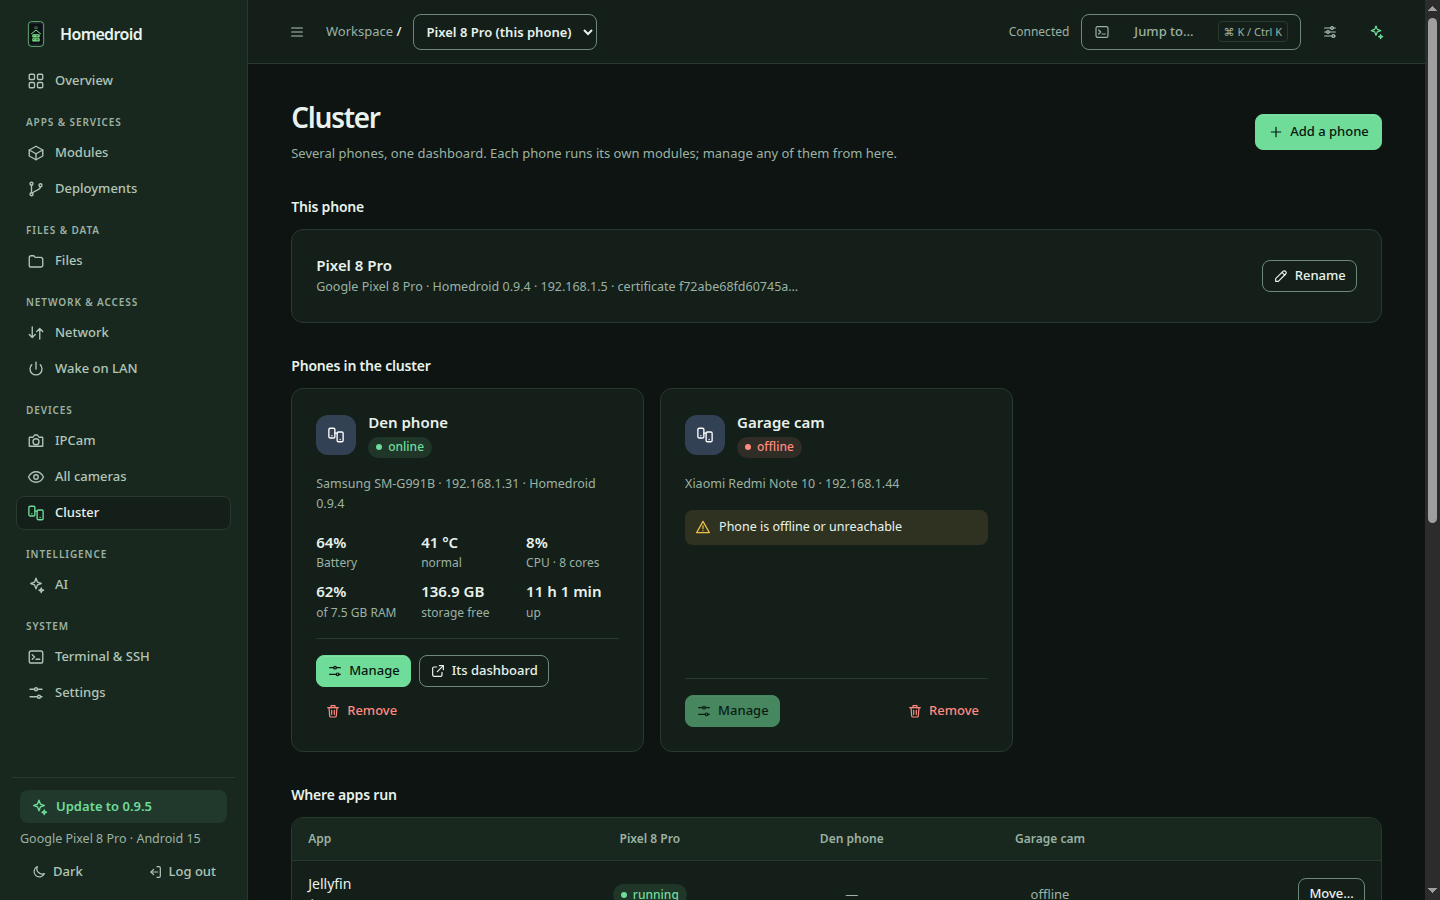 Homedroid
Workspace /
Pixel 8 Pro (this phone)
Connected
Jump to...
⌘ K / Ctrl K
Overview
APPS & SERVICES
Modules
Deployments
FILES & DATA
Files
NETWORK & ACCESS
Network
Wake on LAN
DEVICES
IPCam
All cameras
Cluster
INTELLIGENCE
AI
SYSTEM
Terminal & SSH
Settings
Update to 0.9.5
Google Pixel 8 Pro · Android 15
Dark
Log out
Cluster
Several phones, one dashboard. Each phone runs its own modules; manage any of them from here.
Add a phone
This phone
Pixel 8 Pro
Google Pixel 8 Pro · Homedroid 0.9.4 · 192.168.1.5 · certificate f72abe68fd60745a...
Rename
Phones in the cluster
Den phone
online
Samsung SM-G991B · 192.168.1.31 · Homedroid
0.9.4
64% 41 °C 8%
Battery normal CPU · 8 cores
62% 136.9 GB 11 h 1 min
of 7.5 GB RAM storage free up
Manage
Its dashboard
Remove
Garage cam
offline
Xiaomi Redmi Note 10 · 192.168.1.44
Phone is offline or unreachable
Manage
Remove
Where apps run
App Pixel 8 Pro Den phone Garage cam
Jellyfin running — offline Move...